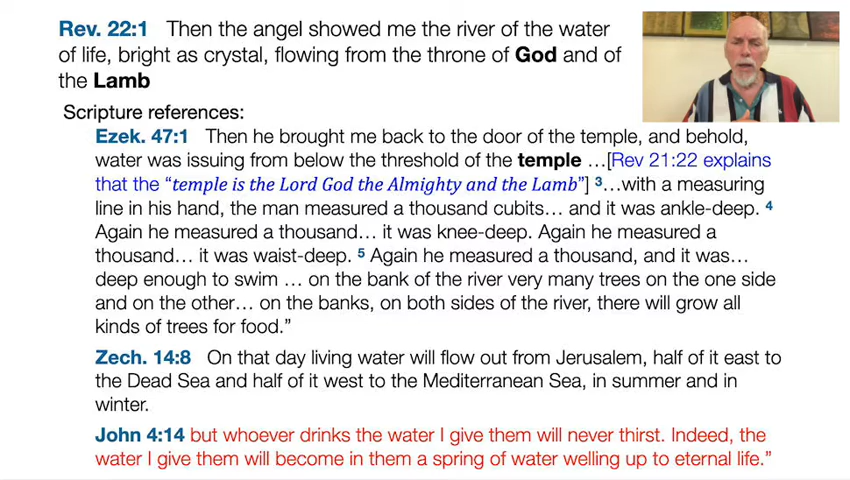 Rev. 22:1 Then the angel showed me the river of the water
of life, bright as crystal, flowing from the throne of God and of
the Lamb
Scripture references:
Ezek. 47:1 Then he brought me back to the door of the temple, and behold,
water was issuing from below the threshold of the temple …[Rev 21:22 explains
that the “temple is the Lord God the Almighty and the Lamb”] 3…with a measuring
line in his hand, the man measured a thousand cubits… and it was ankle-deep. 4
Again he measured a thousand… it was knee-deep. Again he measured a
thousand… it was waist-deep. 5 Again he measured a thousand, and it was…
deep enough to swim … on the bank of the river very many trees on the one side
and on the other… on the banks, on both sides of the river, there will grow all
kinds of trees for food.”
Zech. 14:8 On that day living water will flow out from Jerusalem, half of it east to
the Dead Sea and half of it west to the Mediterranean Sea, in summer and in
winter.
John 4:14 but whoever drinks the water I give them will never thirst. Indeed, the
water I give them will become in them a spring of water welling up to eternal life.”